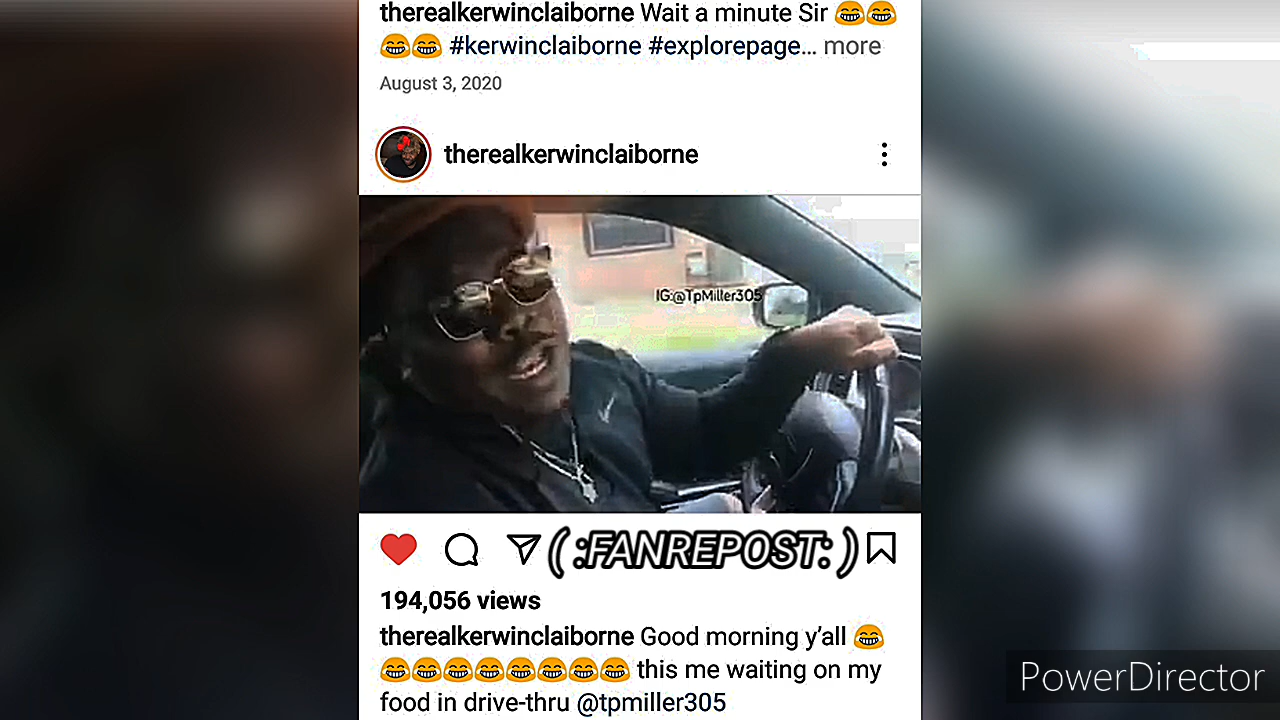 therealkerwinclaiborne Wait a minute Sir 😂😂
😂😂 #kerwinclaiborne #explorepage... more
August 3, 2020
therealkerwinclaiborne
IG:@TpMiller305
( :FANREPOST: )
194,056 views
therealkerwinclaiborne Good morning y'all 😂
😂😂😂😂😂😂😂😂 this me waiting on my
food in drive-thru @tpmiller305
PowerDirector